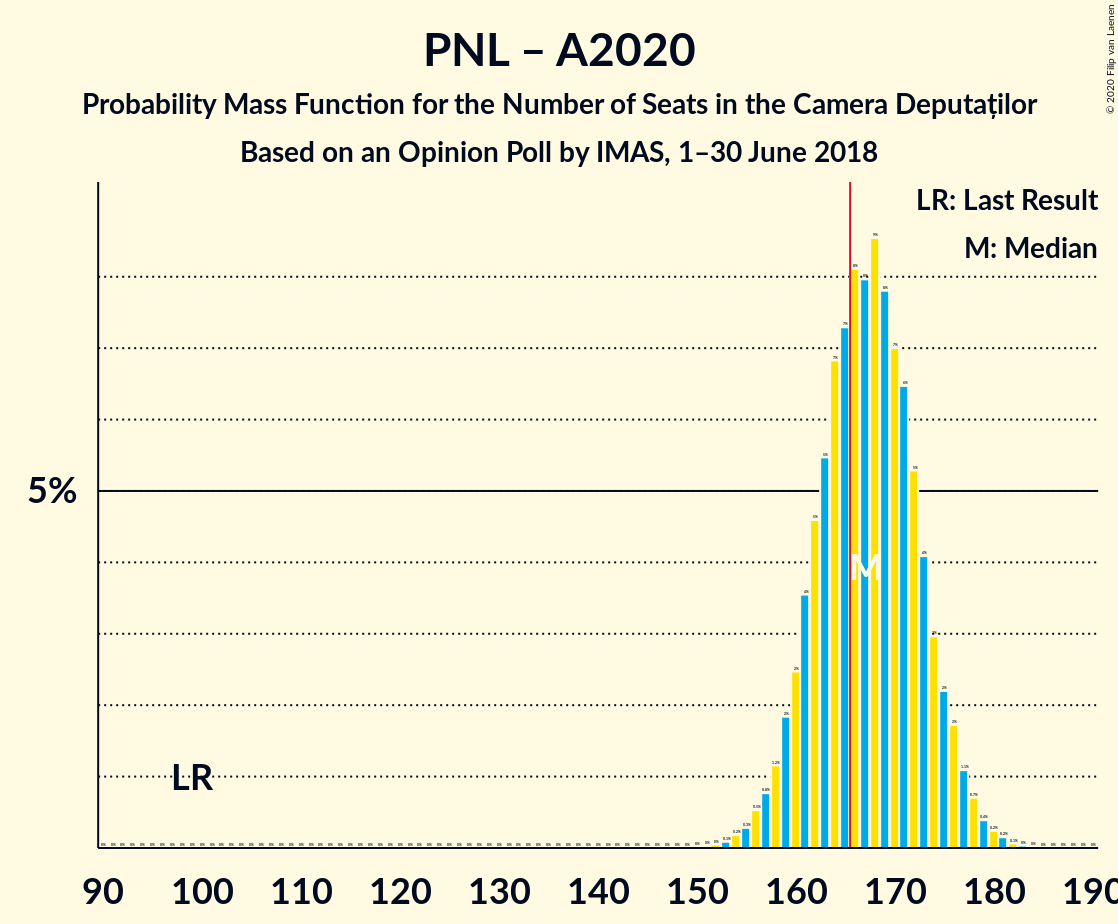 PNL – A2020
Probability Mass Function for the Number of Seats in the Camera Deputaților
Based on an Opinion Poll by IMAS, 1–30 June 2018
© 2020 Filip van Laenen
LR: Last Result
M: Median
5%
M
LR
90 100 110 120 130 140 150 160 170 180 190